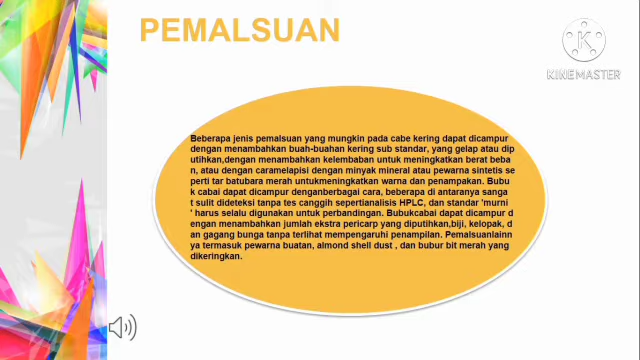 PEMALSUAN
KINEMASTER
Beberapa jenis pemalsuan yang mungkin pada cabe kering dapat dicampur
dengan menambahkan buah-buahan kering sub standar, yang gelap atau dip
utihkan,dengan menambahkan kelembaban untuk meningkatkan berat beba
n, atau dengan caramelapisi dengan minyak mineral atau pewarna sintetis se
perti tar batubara merah untukmeningkatkan warna dan penampakan. Bubu
k cabai dapat dicampur denganberbagai cara, beberapa di antaranya sanga
t sulit dideteksi tanpa tes canggih sepertianalisis HPLC, dan standar 'murni
' harus selalu digunakan untuk perbandingan. Bubukcabai dapat dicampur d
engan menambahkan jumlah ekstra pericarp yang diputihkan,biji, kelopak, d
an gagang bunga tanpa terlihat mempengaruhi penampilan. Pemalsuanlainn
ya termasuk pewarna buatan, almond shell dust , dan bubur bit merah yang
dikeringkan.